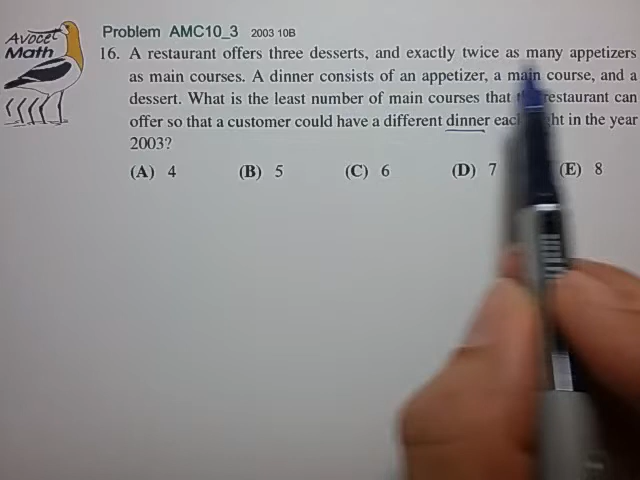 Avocet
Math
Problem AMC10_3 2003 10B
16. A restaurant offers three desserts, and exactly twice as many appetizers
as main courses. A dinner consists of an appetizer, a main course, and a
dessert. What is the least number of main courses that restaurant can
offer so that a customer could have a different dinner in the year
2003?
(A) 4 (B) 5 (C) 6 (D) 7 (E) 8